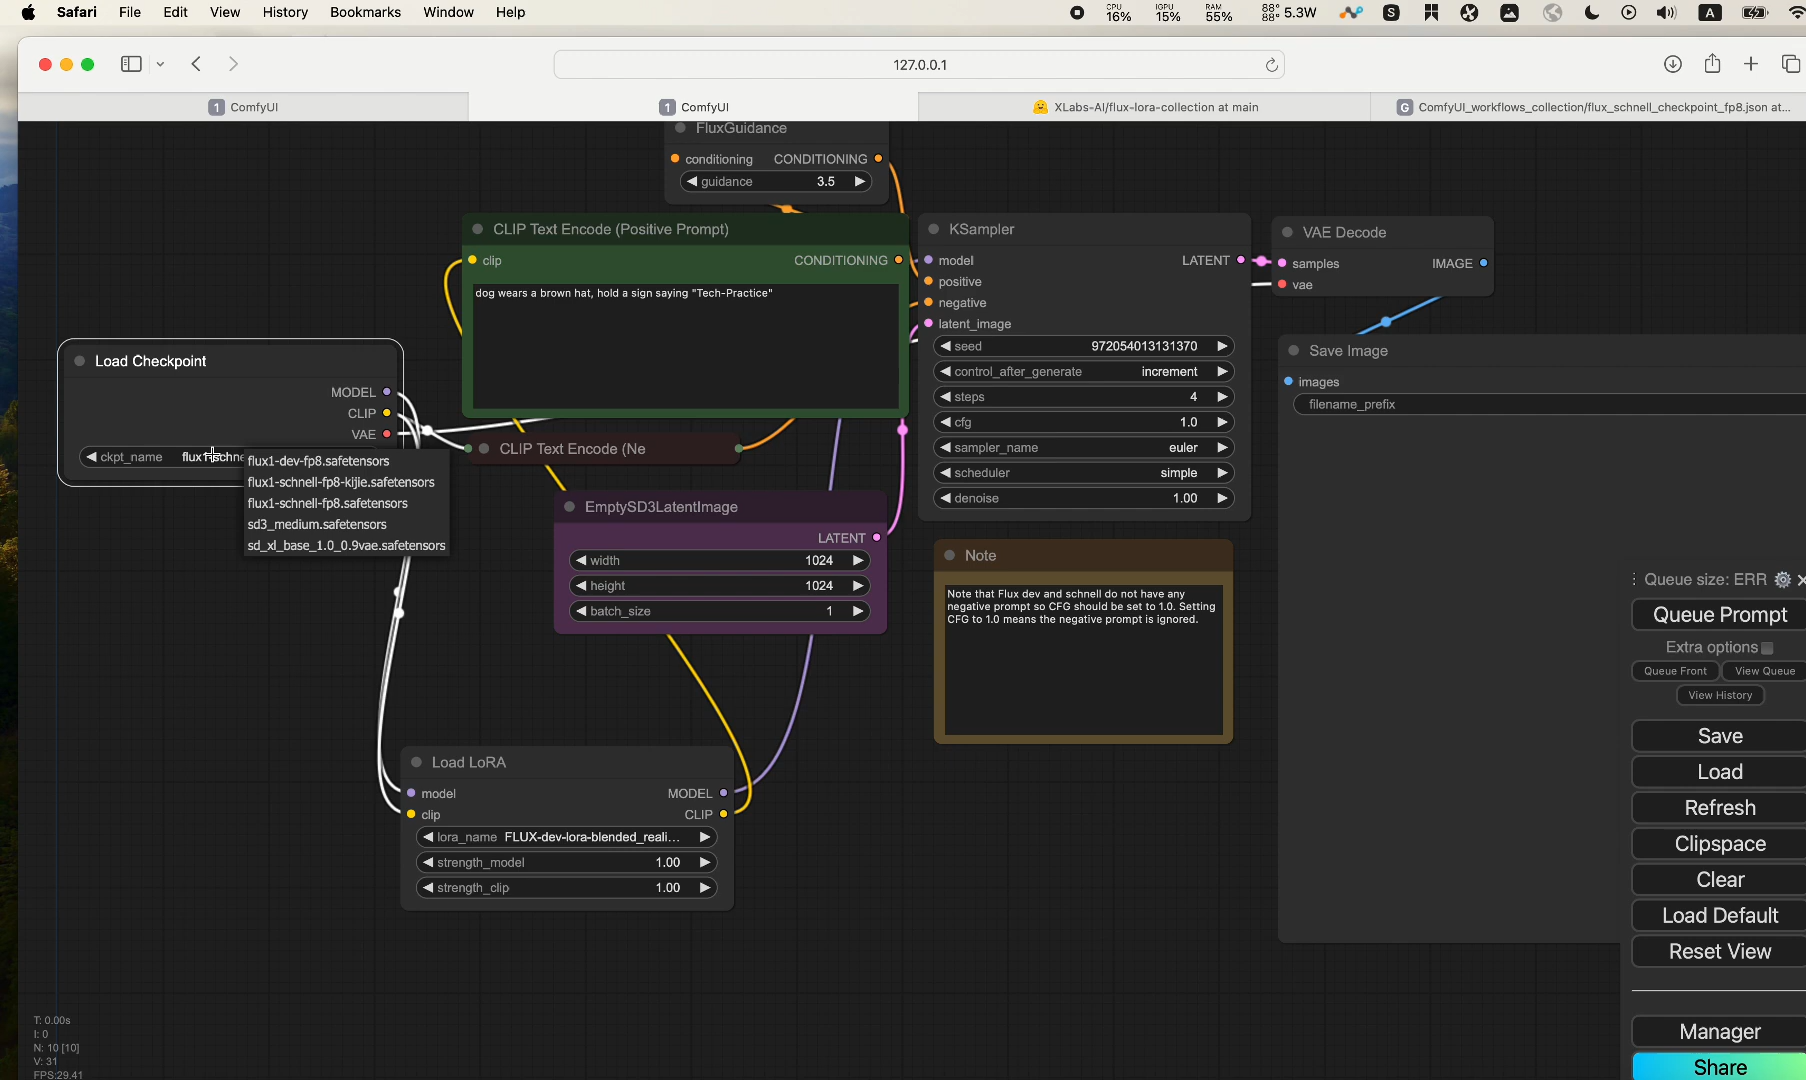 Safari File Edit View History Bookmarks Window Help
CPU 16% IGPU 15% RAM 55% 88° 88° 5.3W S A
127.0.0.1
1 ComfyUI
1 ComfyUI
XLabs-AI/flux-lora-collection at main
G ComfyUI_workflows_collection/flux_schnell_checkpoint_fp8.json at...
FluxGuidance
conditioning CONDITIONING
guidance 3.5
CLIP Text Encode (Positive Prompt)
clip CONDITIONING
dog wears a brown hat, hold a sign saying "Tech-Practice"
KSampler
model LATENT
positive
negative
latent_image
seed 972054013131370
control_after_generate increment
steps 4
cfg 1.0
sampler_name euler
scheduler simple
denoise 1.00
VAE Decode
samples IMAGE
vae
Save Image
images
filename_prefix
Load Checkpoint
MODEL
CLIP
VAE
ckpt_name
flux1-dev-fp8.safetensors
flux1-schnell-fp8-kijie.safetensors
flux1-schnell-fp8.safetensors
sd3_medium.safetensors
sd_xl_base_1.0_0.9vae.safetensors
CLIP Text Encode (Ne
EmptySD3LatentImage
LATENT
width 1024
height 1024
batch_size 1
Note
Note that Flux dev and schnell do not have any
negative prompt so CFG should be set to 1.0. Setting
CFG to 1.0 means the negative prompt is ignored.
Load LoRA
model MODEL
clip CLIP
lora_name FLUX-dev-lora-blended_reali...
strength_model 1.00
strength_clip 1.00
Queue size: ERR
Queue Prompt
Extra options
Queue Front View Queue
View History
Save
Load
Refresh
Clipspace
Clear
Load Default
Reset View
Manager
Share
T: 0.00s
I: 0
N: 10 [10]
V: 31
FPS:29.41